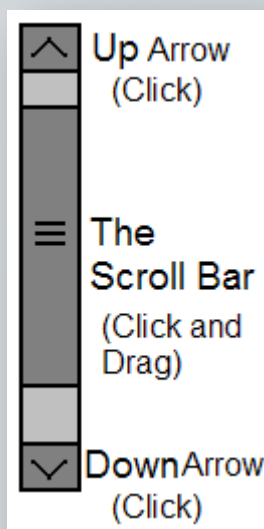 Up Arrow
(Click)
The
Scroll Bar
(Click and
Drag)
Down Arrow
(Click)